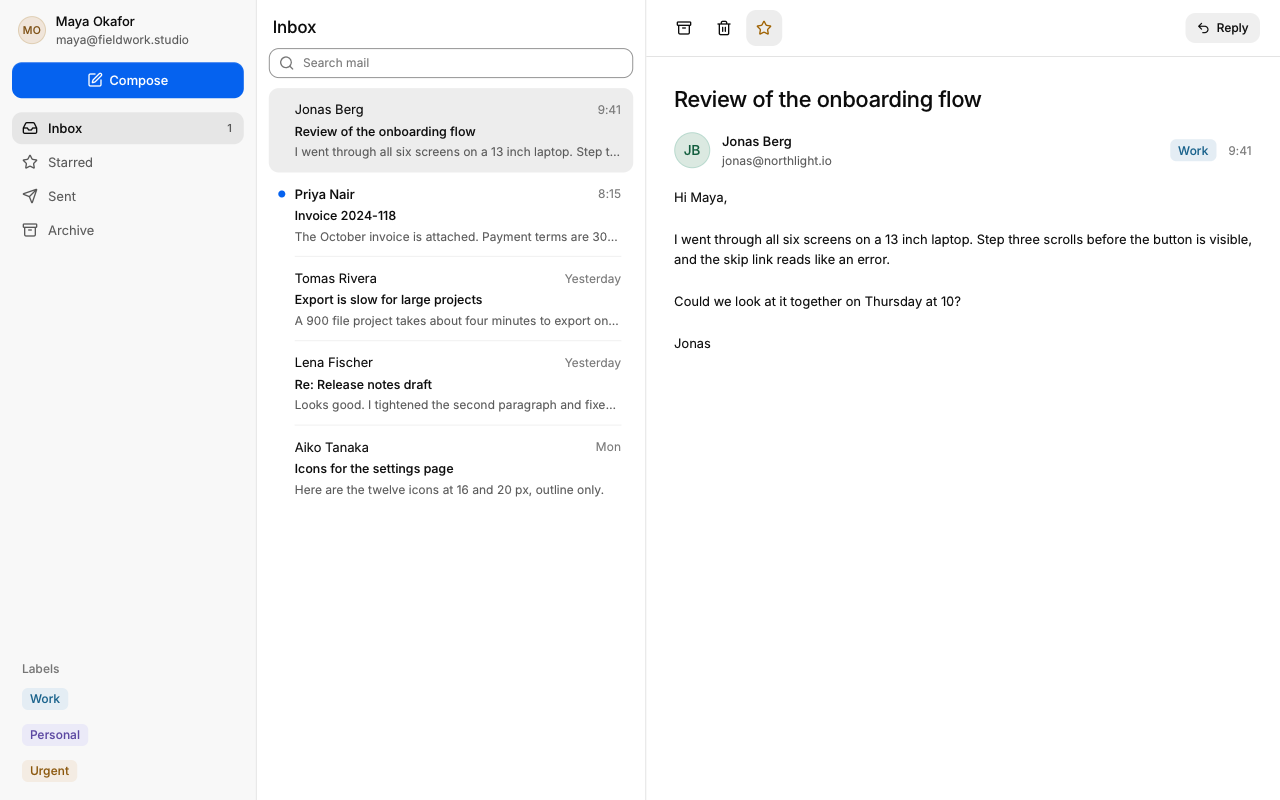 MO
Maya Okafor
maya@fieldwork.studio
Compose
Inbox 1
Starred
Sent
Archive
Labels
Work
Personal
Urgent
Inbox
Search mail
Jonas Berg 9:41
Review of the onboarding flow
I went through all six screens on a 13 inch laptop. Step t…
Priya Nair 8:15
Invoice 2024-118
The October invoice is attached. Payment terms are 30…
Tomas Rivera Yesterday
Export is slow for large projects
A 900 file project takes about four minutes to export on…
Lena Fischer Yesterday
Re: Release notes draft
Looks good. I tightened the second paragraph and fixe…
Aiko Tanaka Mon
Icons for the settings page
Here are the twelve icons at 16 and 20 px, outline only.
Reply
Review of the onboarding flow
JB
Jonas Berg
jonas@northlight.io
Work 9:41
Hi Maya,
I went through all six screens on a 13 inch laptop. Step three scrolls before the button is visible,
and the skip link reads like an error.
Could we look at it together on Thursday at 10?
Jonas